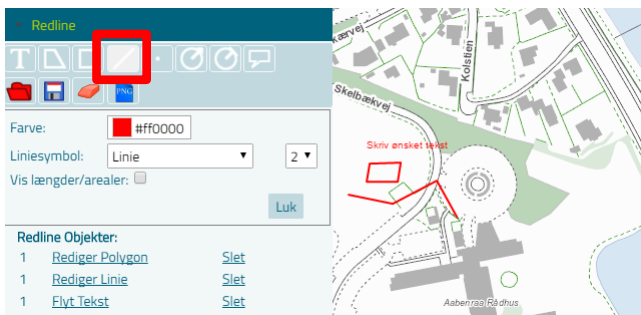 Redline
T
PNG
Farve: #ff0000
Liniesymbol: Linie 2
Vis længder/arealer:
Luk
Redline Objekter:
1 Rediger Polygon Slet
1 Rediger Linie Slet
1 Flyt Tekst Slet
Kolstien
Skelbækvej
Skriv ønsket tekst
Aabenraa Rådhus